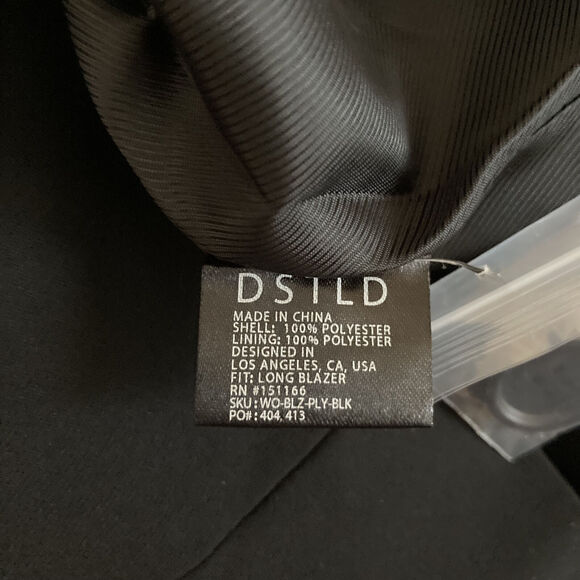 DSTLD
MADE IN CHINA
SHELL: 100% POLYESTER
LINING: 100% POLYESTER
DESIGNED IN
LOS ANGELES, CA, USA
FIT: LONG BLAZER
RN #151166
SKU: WO-BLZ-PLY-BLK
PO#: 404, 413